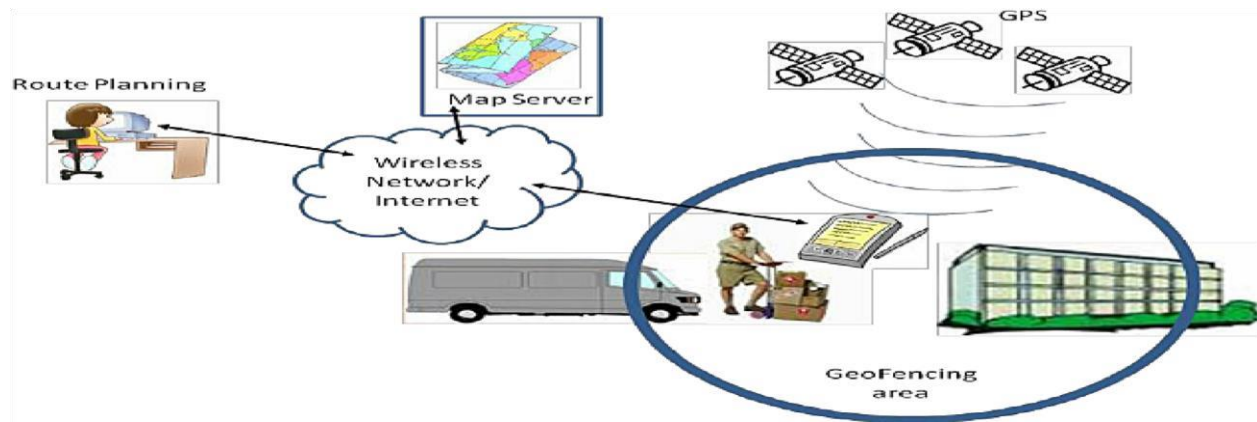 GPS
Route Planning
Map Server
Wireless
Network/
Internet
GeoFencing
area